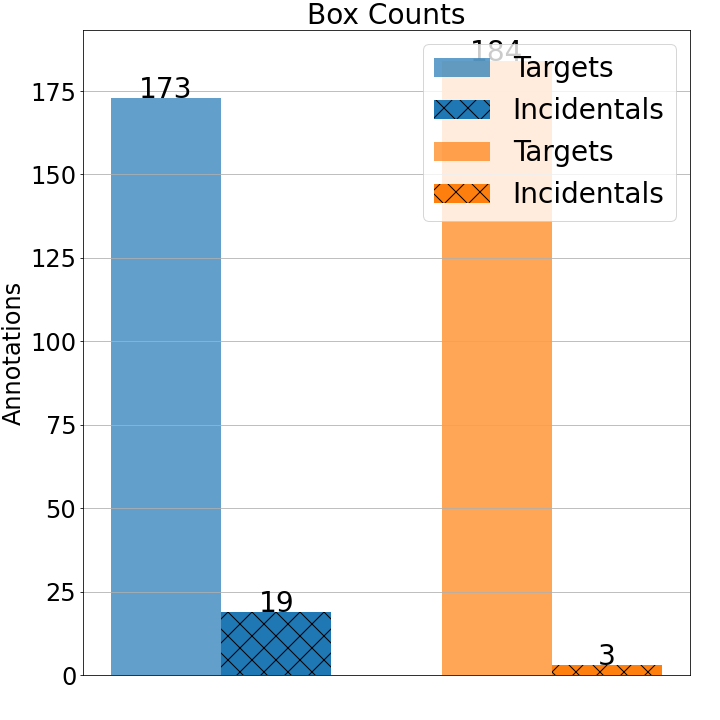 Box Counts
Annotations
175
150
125
100
75
50
25
0
173
19
184
3
Targets
Incidentals
Targets
Incidentals